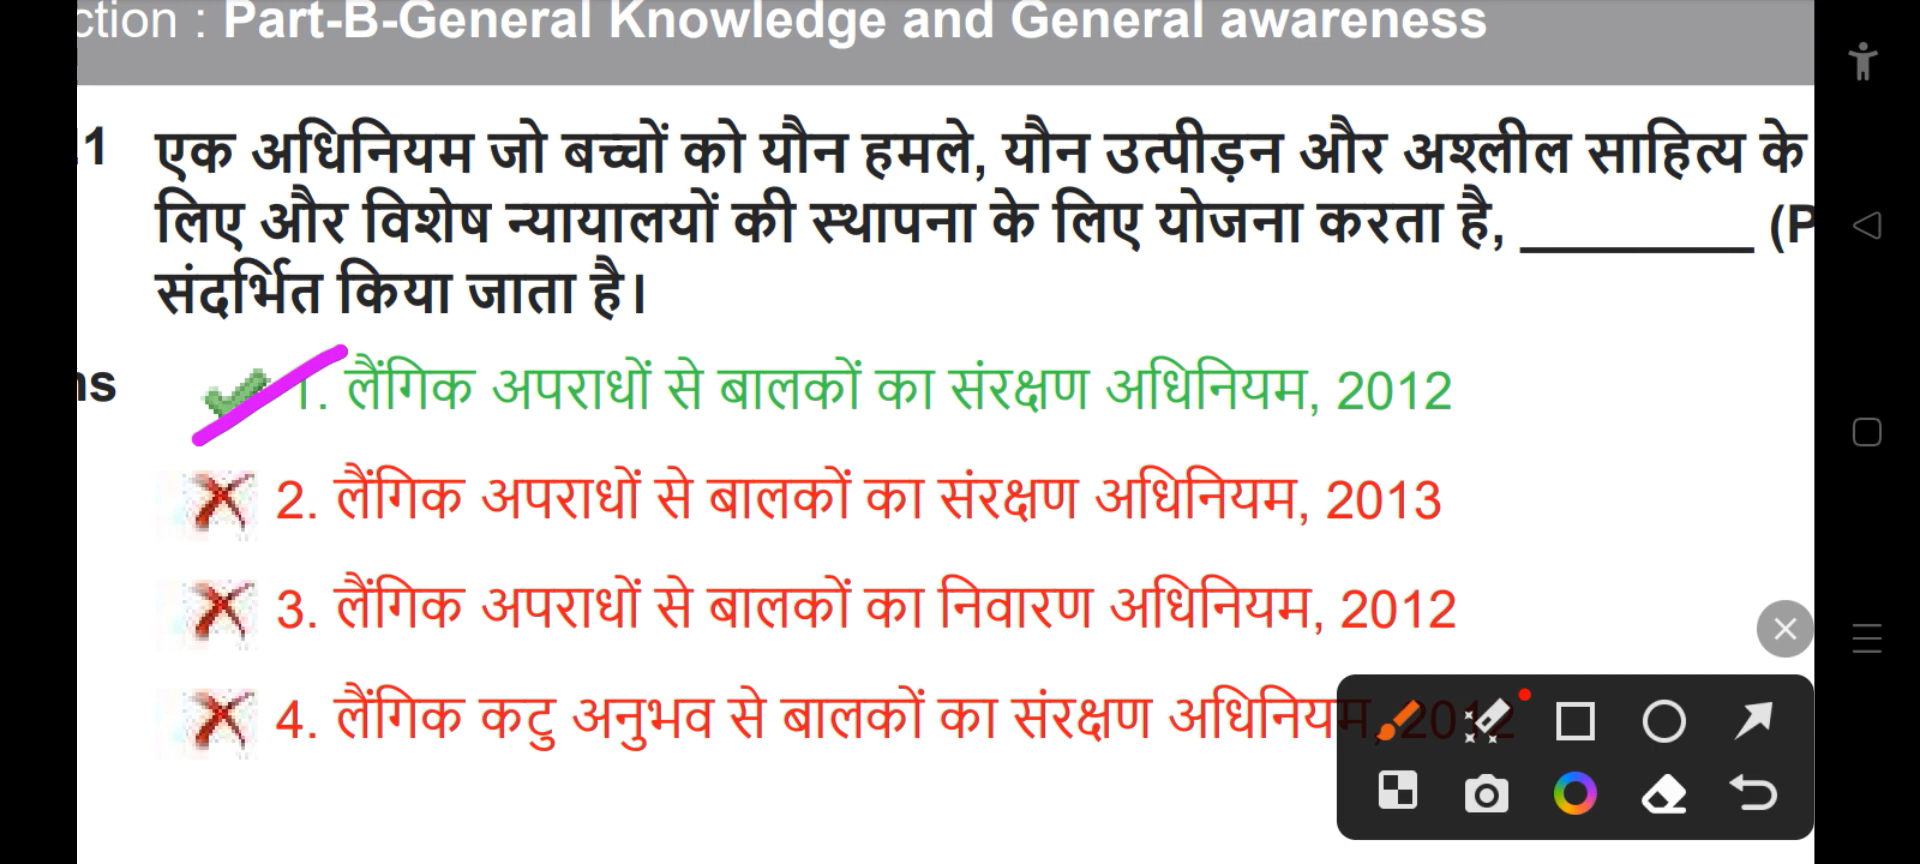 ction : Part-B-General Knowledge and General awareness
.1 एक अधिनियम जो बच्चों को यौन हमले, यौन उत्पीड़न और अश्लील साहित्य के
लिए और विशेष न्यायालयों की स्थापना के लिए योजना करता है, ________ (P
संदर्भित किया जाता है।
ns 1. लैंगिक अपराधों से बालकों का संरक्षण अधिनियम, 2012
2. लैंगिक अपराधों से बालकों का संरक्षण अधिनियम, 2013
3. लैंगिक अपराधों से बालकों का निवारण अधिनियम, 2012
4. लैंगिक कटु अनुभव से बालकों का संरक्षण अधिनियम, 2012